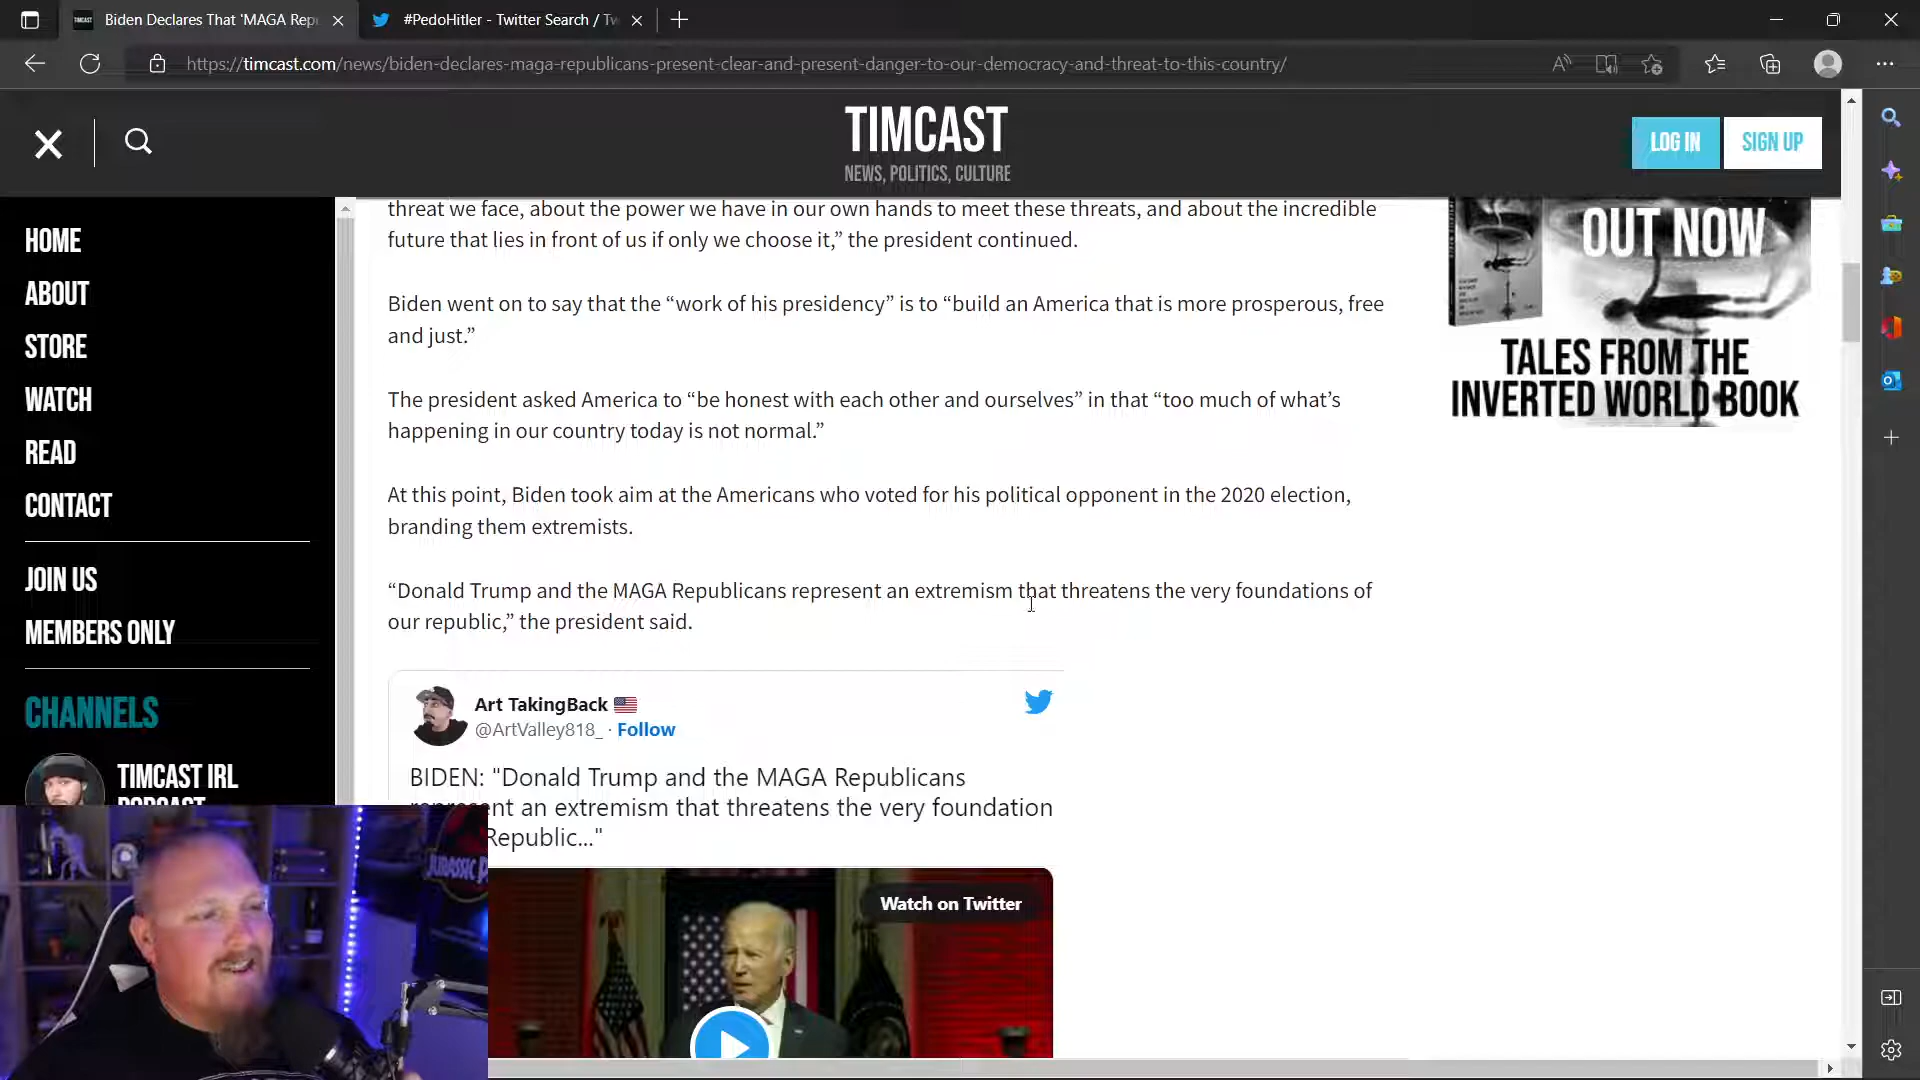 Biden Declares That 'MAGA Rep
#PedoHitler - Twitter Search / Tw
https://timcast.com/news/biden-declares-maga-republicans-present-clear-and-present-danger-to-our-democracy-and-threat-to-this-country/
TIMCAST
NEWS, POLITICS, CULTURE
LOG IN
SIGN UP
HOME
ABOUT
STORE
WATCH
READ
CONTACT
JOIN US
MEMBERS ONLY
CHANNELS
TIMCAST IRL
PODCAST
threat we face, about the power we have in our own hands to meet these threats, and about the incredible
future that lies in front of us if only we choose it,” the president continued.
Biden went on to say that the “work of his presidency” is to “build an America that is more prosperous, free
and just.”
The president asked America to “be honest with each other and ourselves” in that “too much of what’s
happening in our country today is not normal.”
At this point, Biden took aim at the Americans who voted for his political opponent in the 2020 election,
branding them extremists.
“Donald Trump and the MAGA Republicans represent an extremism that threatens the very foundations of
our republic,” the president said.
Art TakingBack
@ArtValley818_ · Follow
BIDEN: "Donald Trump and the MAGA Republicans
represent an extremism that threatens the very foundation
Republic..."
Watch on Twitter
OUT NOW
TALES FROM THE
INVERTED WORLD BOOK
JURASSIC